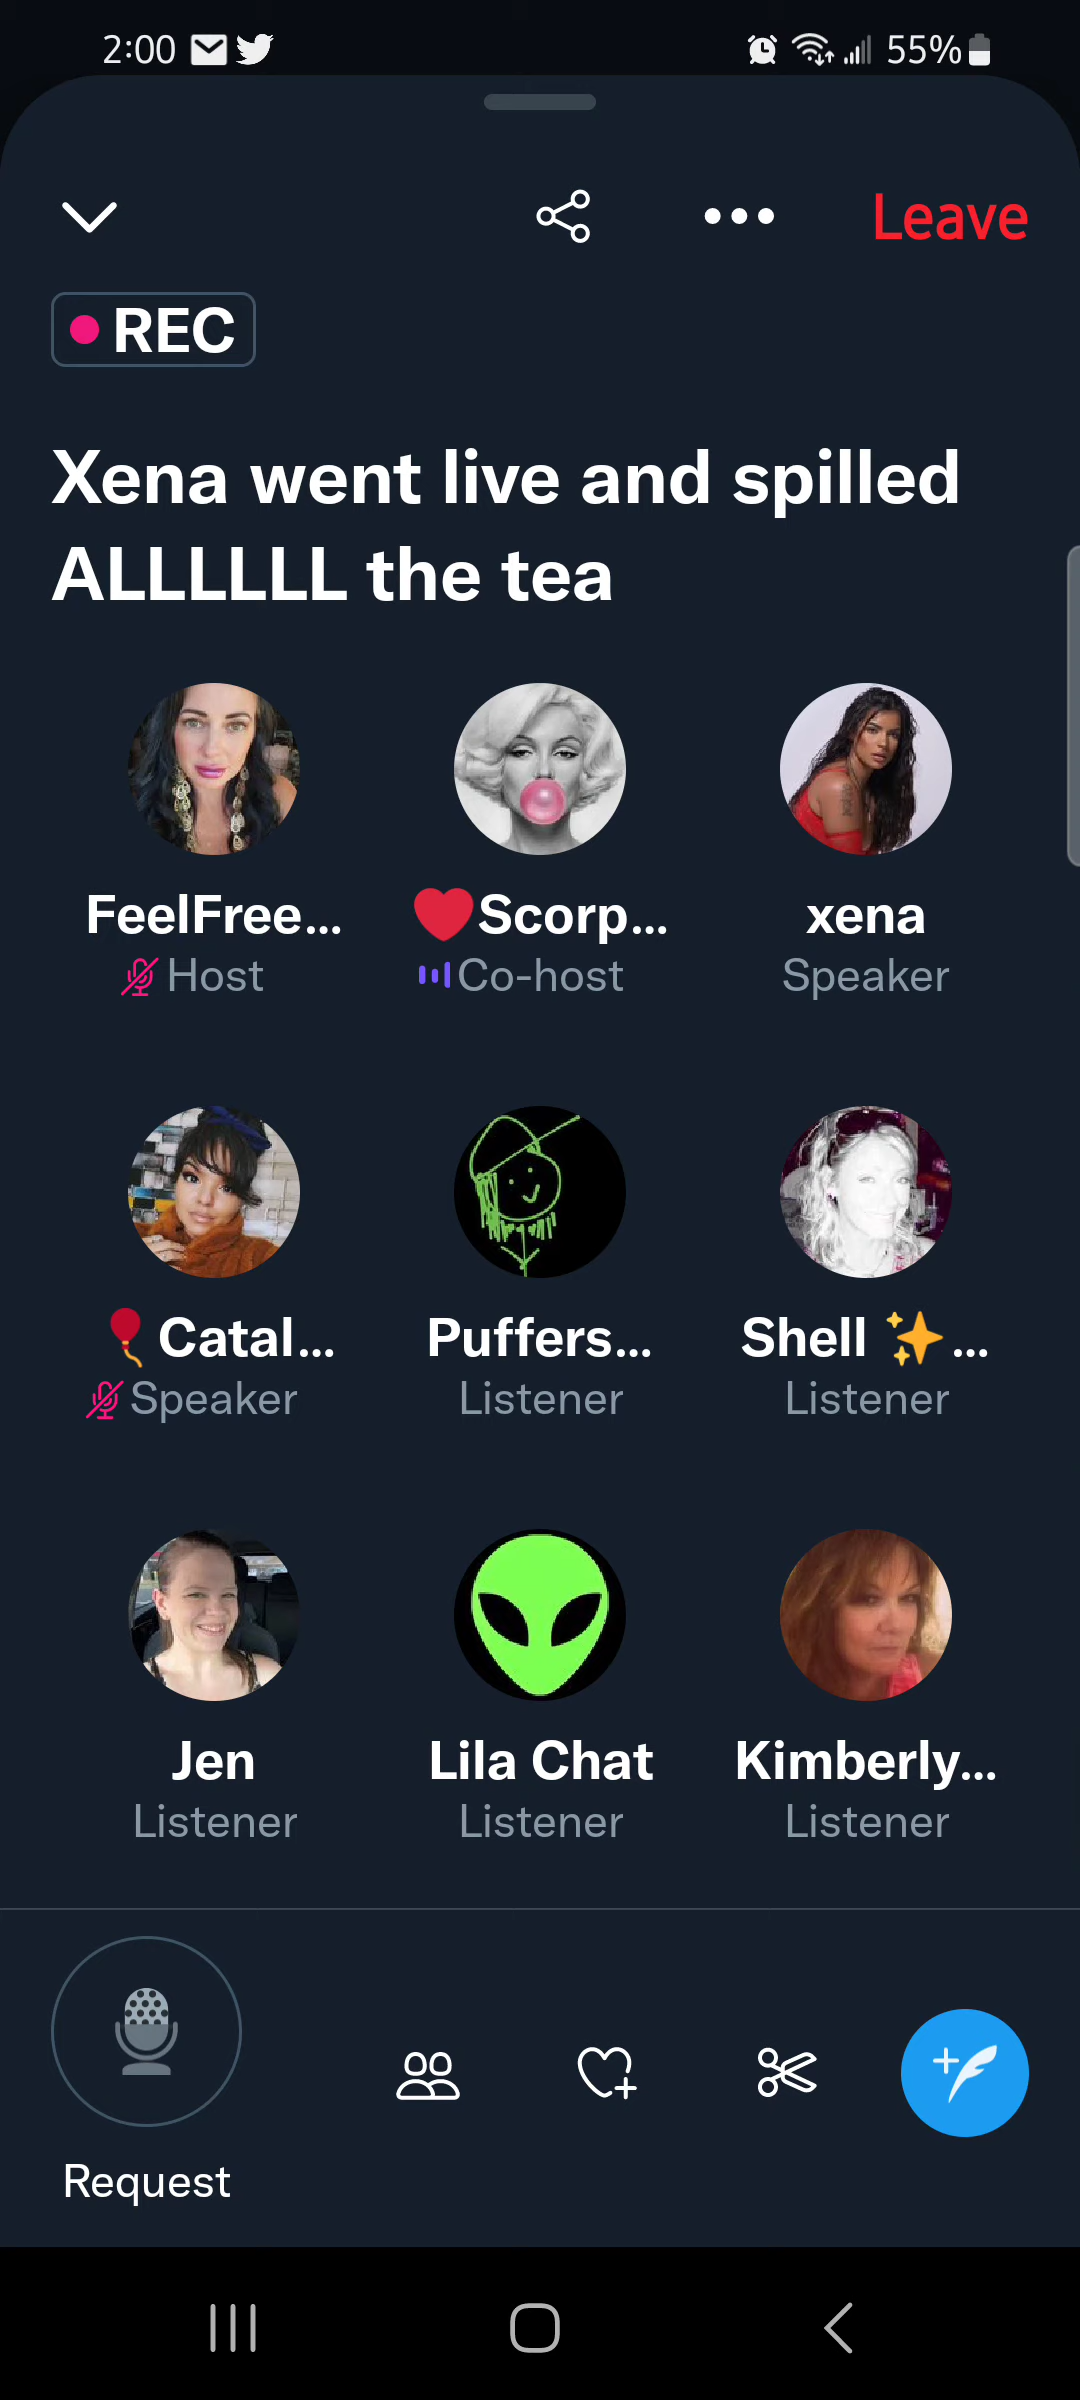 2:00 55%
Leave
REC
Xena went live and spilled
ALLLLLL the tea
FeelFree... ❤️Scorp... xena
Host Co-host Speaker
🎈Catal... Puffers... Shell ✨...
Speaker Listener Listener
Jen Lila Chat Kimberly...
Listener Listener Listener
Request